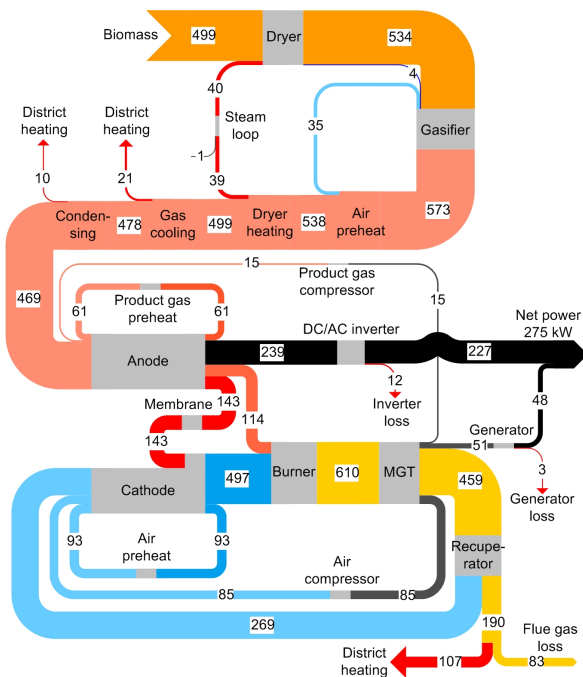 Biomass
499
Dryer
534
4
40
Steam
loop
35
Gasifier
District
heating
District
heating
–1
10
21
39
Conden-
sing
478
Gas
cooling
499
Dryer
heating
538
Air
preheat
573
15
Product gas
compressor
469
61
Product gas
preheat
61
15
Net power
275 kW
DC/AC inverter
Anode
239
227
12
Inverter
loss
48
Membrane
143
114
143
Generator
51
3
Generator
loss
Cathode
497
Burner
610
MGT
459
93
Air
preheat
93
Air
compressor
Recupe-
rator
85
85
269
190
Flue gas
loss
District
heating
107
83